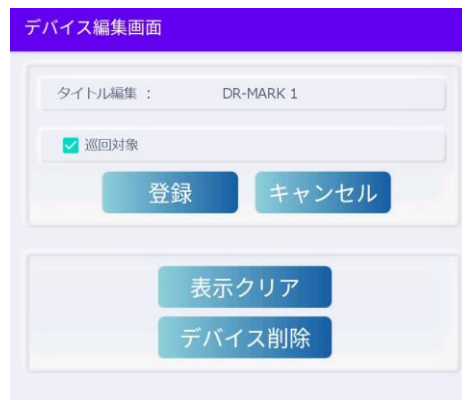 デバイス編集画面
タイトル編集 : DR-MARK 1
巡回対象
登録 キャンセル
表示クリア
デバイス削除